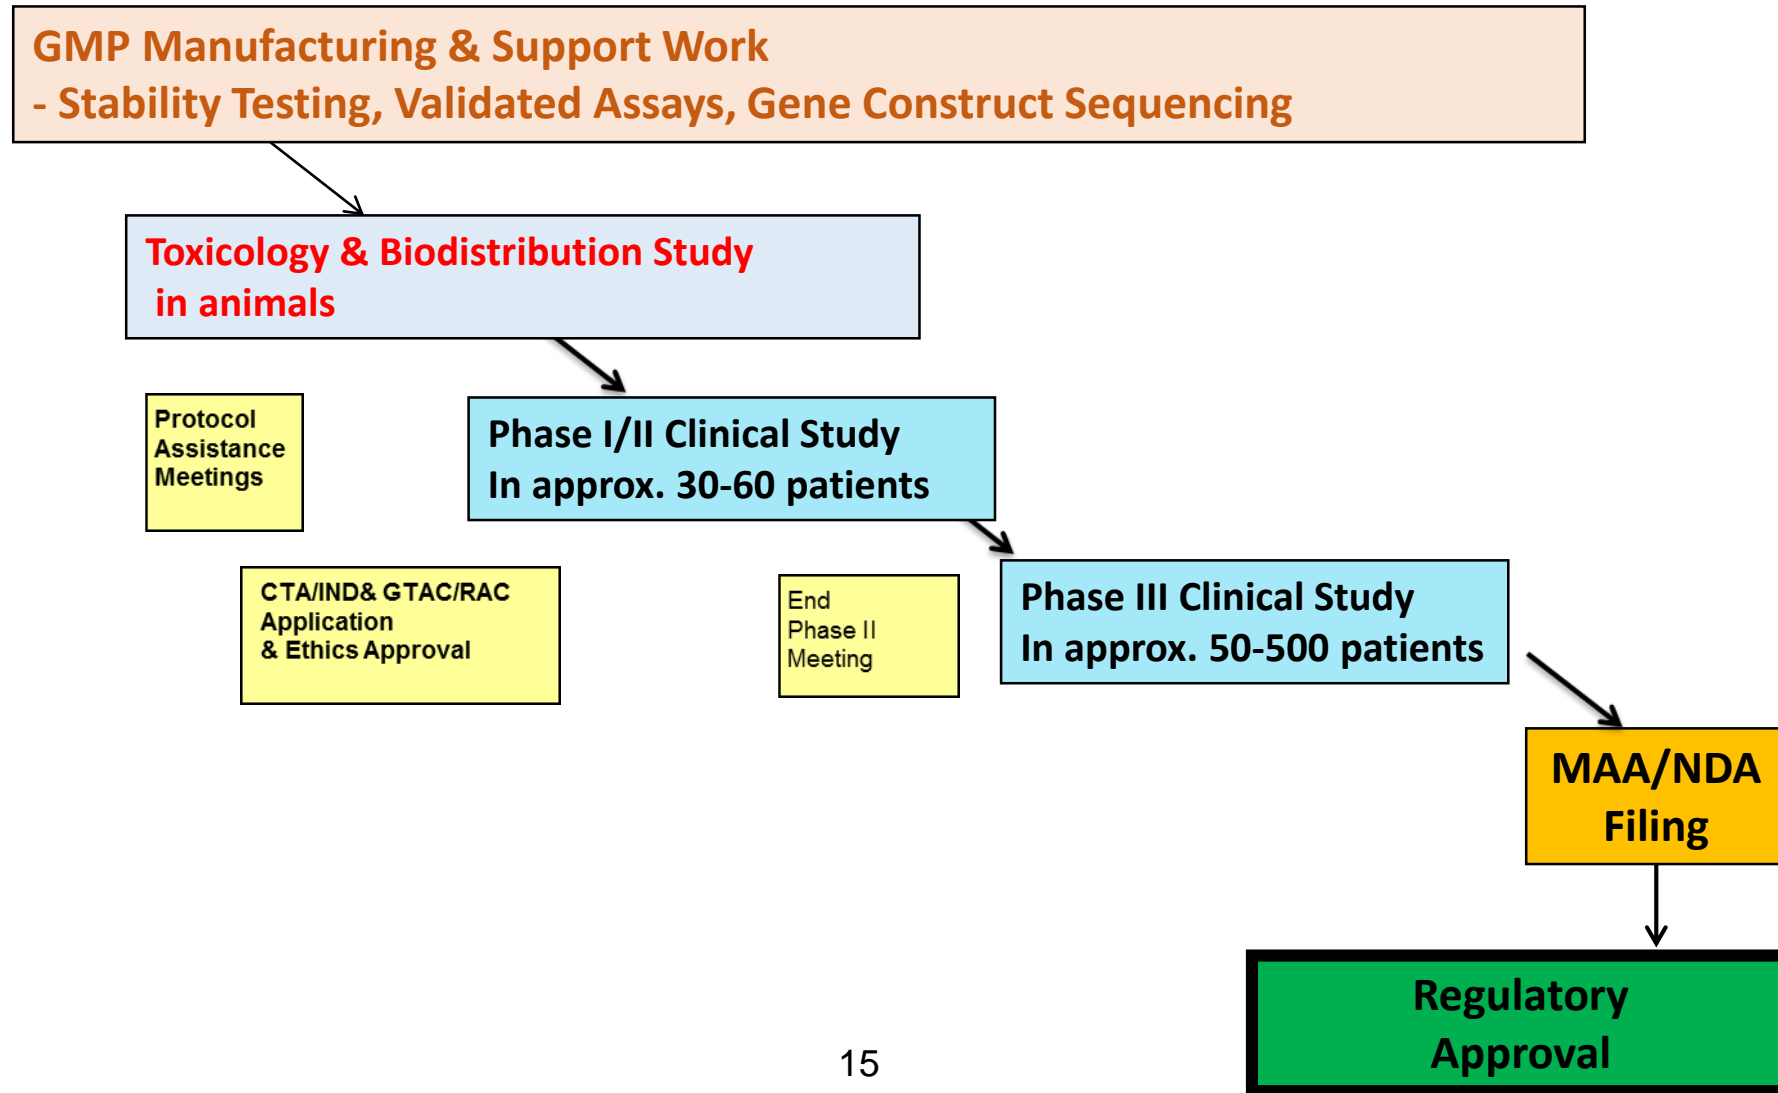 GMP Manufacturing & Support Work
- Stability Testing, Validated Assays, Gene Construct Sequencing
Toxicology & Biodistribution Study
in animals
Protocol
Assistance
Meetings
Phase I/II Clinical Study
In approx. 30-60 patients
CTA/IND& GTAC/RAC
Application
& Ethics Approval
End
Phase II
Meeting
Phase III Clinical Study
In approx. 50-500 patients
MAA/NDA
Filing
Regulatory
Approval
15